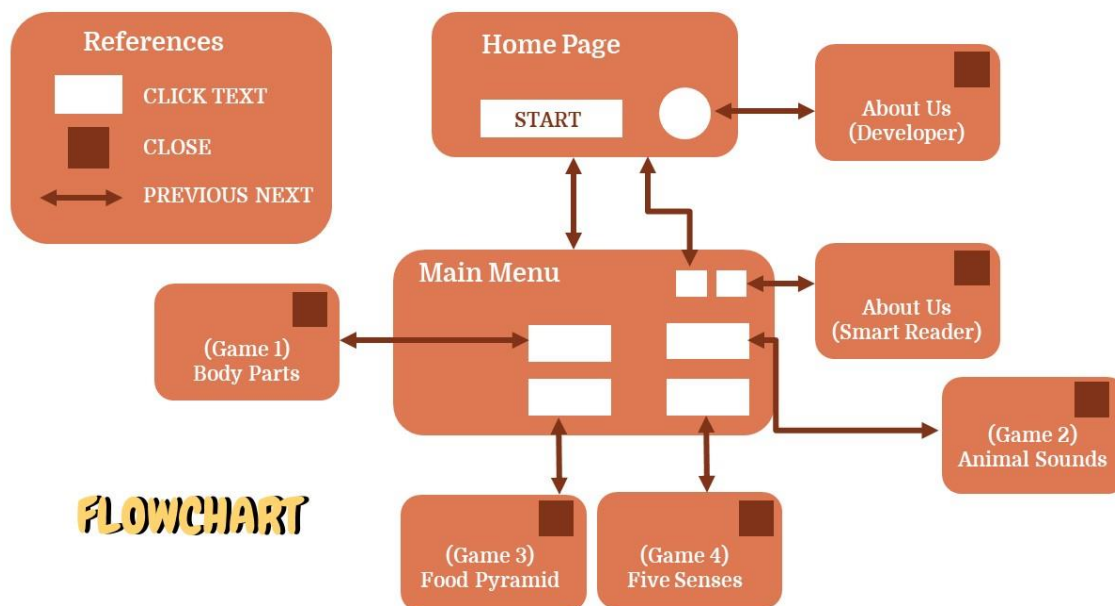 References
CLICK TEXT
CLOSE
PREVIOUS NEXT
Home Page
START
About Us
(Developer)
Main Menu
About Us
(Smart Reader)
(Game 1)
Body Parts
(Game 2)
Animal Sounds
FLOWCHART
(Game 3)
Food Pyramid
(Game 4)
Five Senses